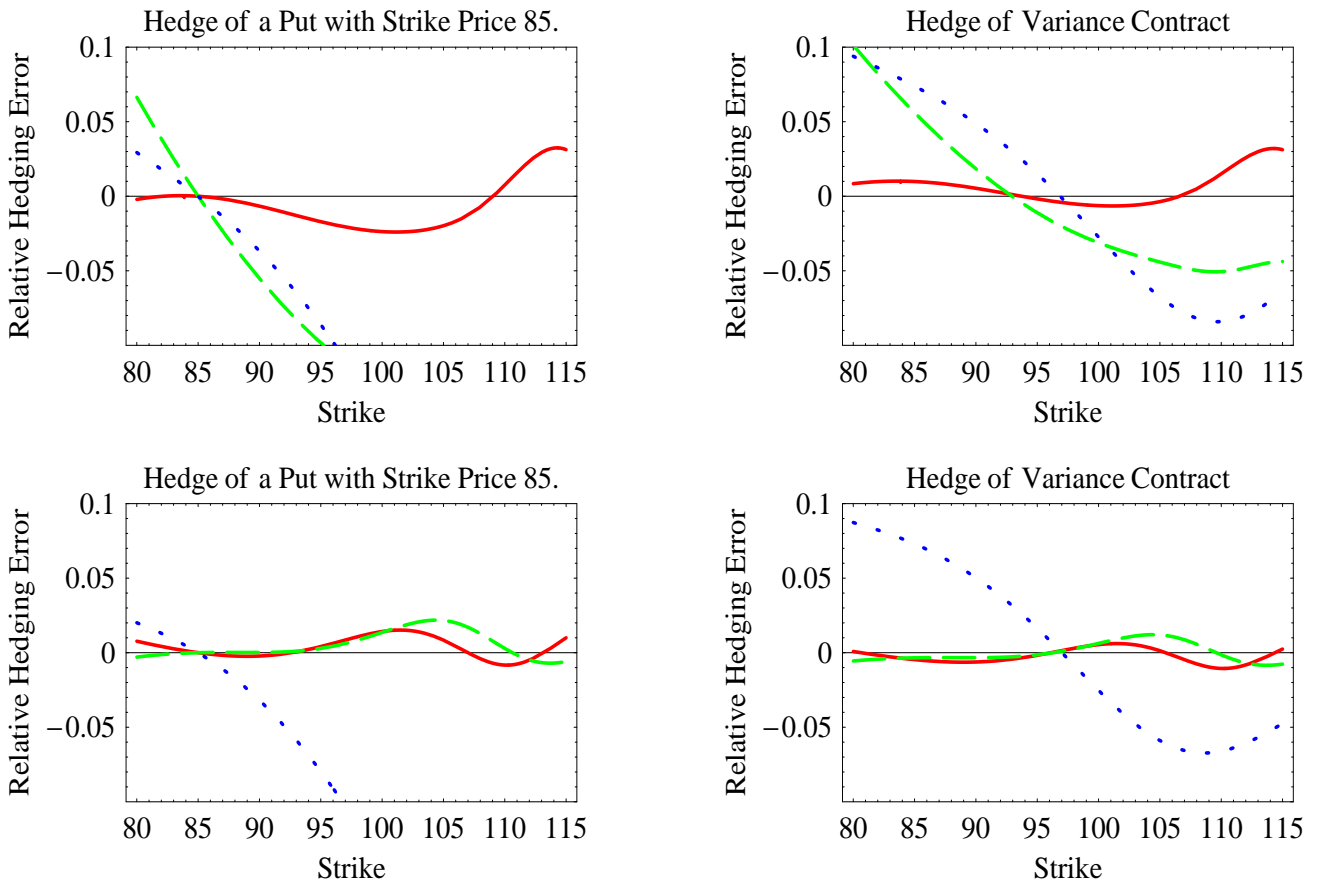 Hedge of a Put with Strike Price 85.
Relative Hedging Error
0.1
0.05
0
−0.05
80 85 90 95 100 105 110 115
Strike
Hedge of Variance Contract
Relative Hedging Error
0.1
0.05
0
−0.05
80 85 90 95 100 105 110 115
Strike
Hedge of a Put with Strike Price 85.
Relative Hedging Error
0.1
0.05
0
−0.05
80 85 90 95 100 105 110 115
Strike
Hedge of Variance Contract
Relative Hedging Error
0.1
0.05
0
−0.05
80 85 90 95 100 105 110 115
Strike